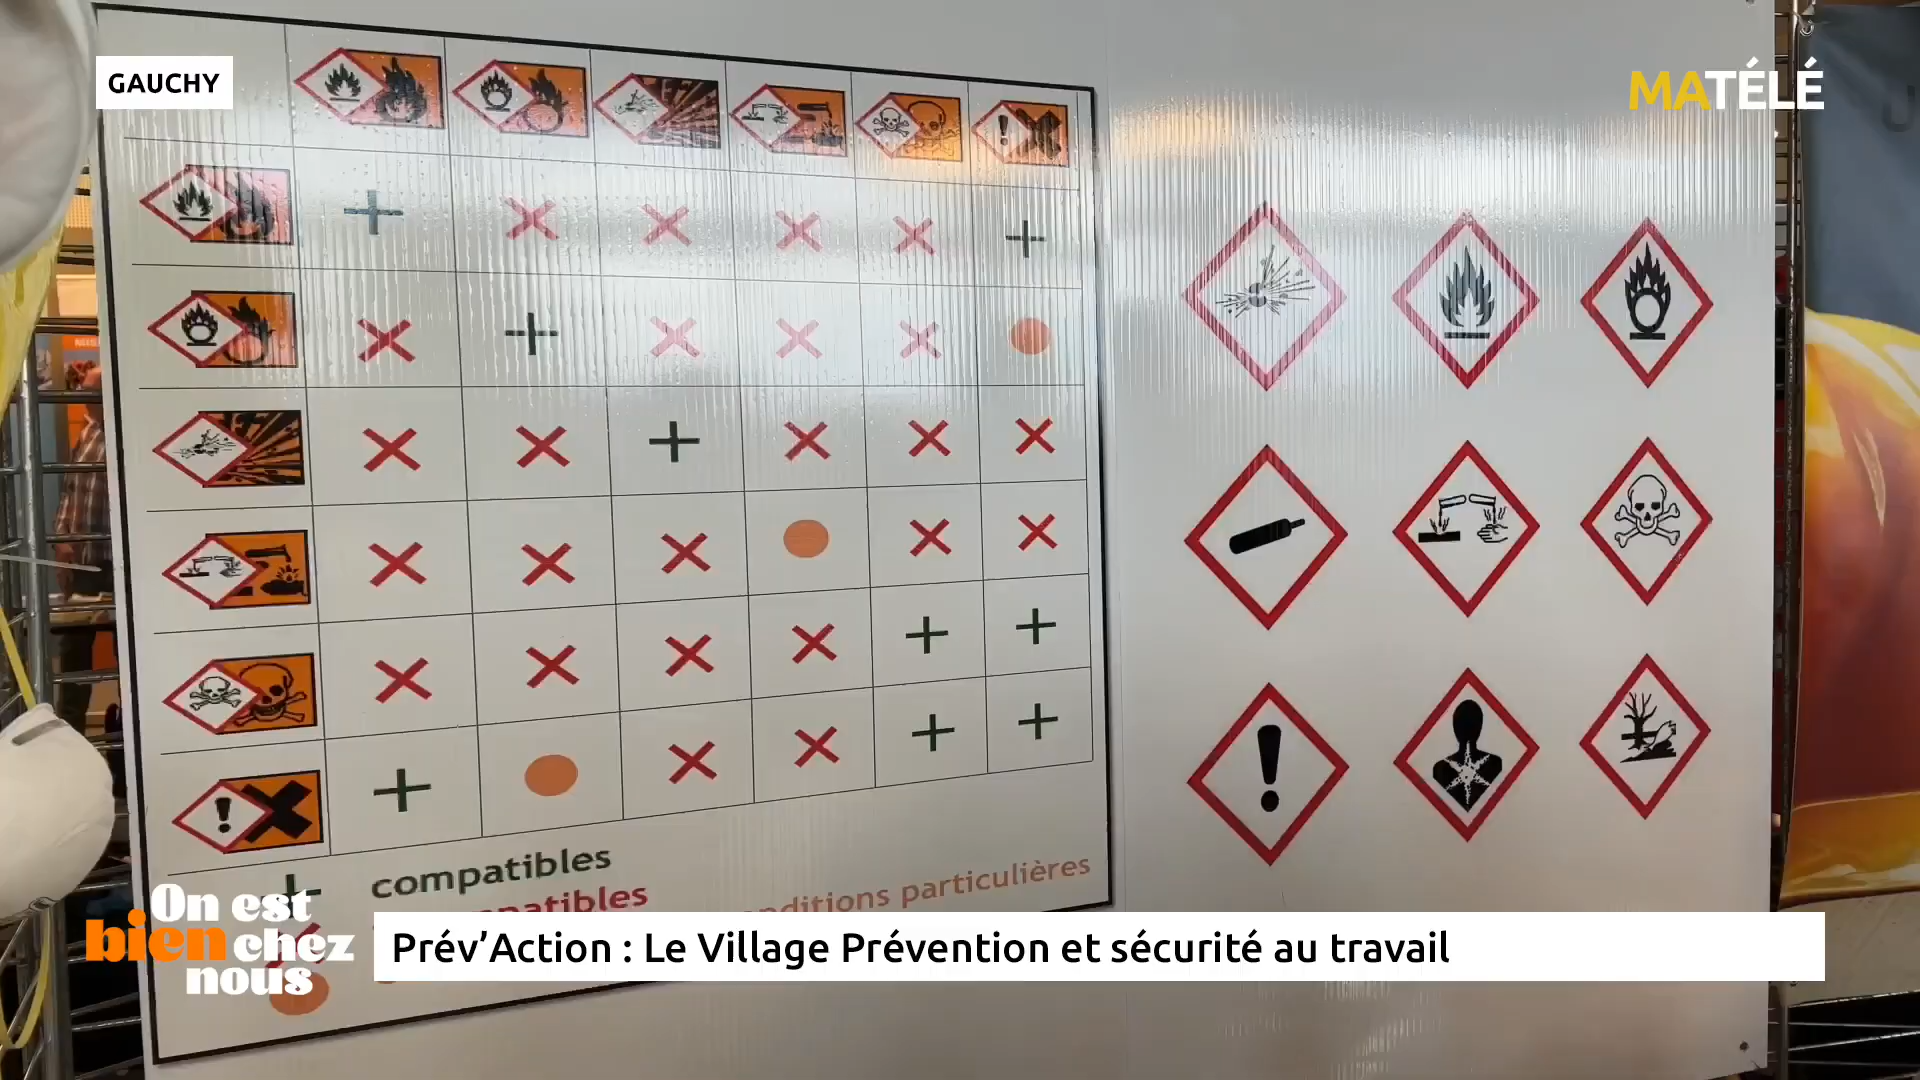 GAUCHY
MATÉLÉ
compatibles
conditions particulières
On est
bien chez
nous
Prév’Action : Le Village Prévention et sécurité au travail